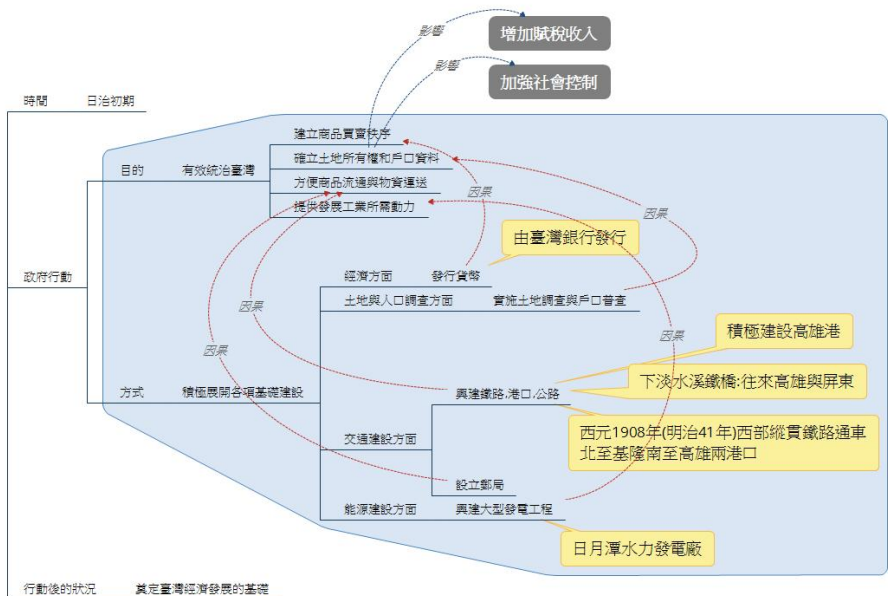 增加賦稅收入
影響
影響
加強社會控制
時間
日治初期
建立商品買賣秩序
目的
有效統治臺灣
確立土地所有權和戶口資料
方便商品流通與物資運送
提供發展工業所需動力
因果
因果
由臺灣銀行發行
政府行動
經濟方面
發行貨幣
土地與人口調查方面
實施土地調查與戶口普查
因果
因果
因果
積極建設高雄港
下淡水溪鐵橋:往來高雄與屏東
方式
積極展開各項基礎建設
興建鐵路,港口,公路
西元1908年(明治41年)西部縱貫鐵路通車
北至基隆南至高雄兩港口
交通建設方面
設立郵局
能源建設方面
興建大型發電工程
日月潭水力發電廠
行動後的狀況
奠定臺灣經濟發展的基礎